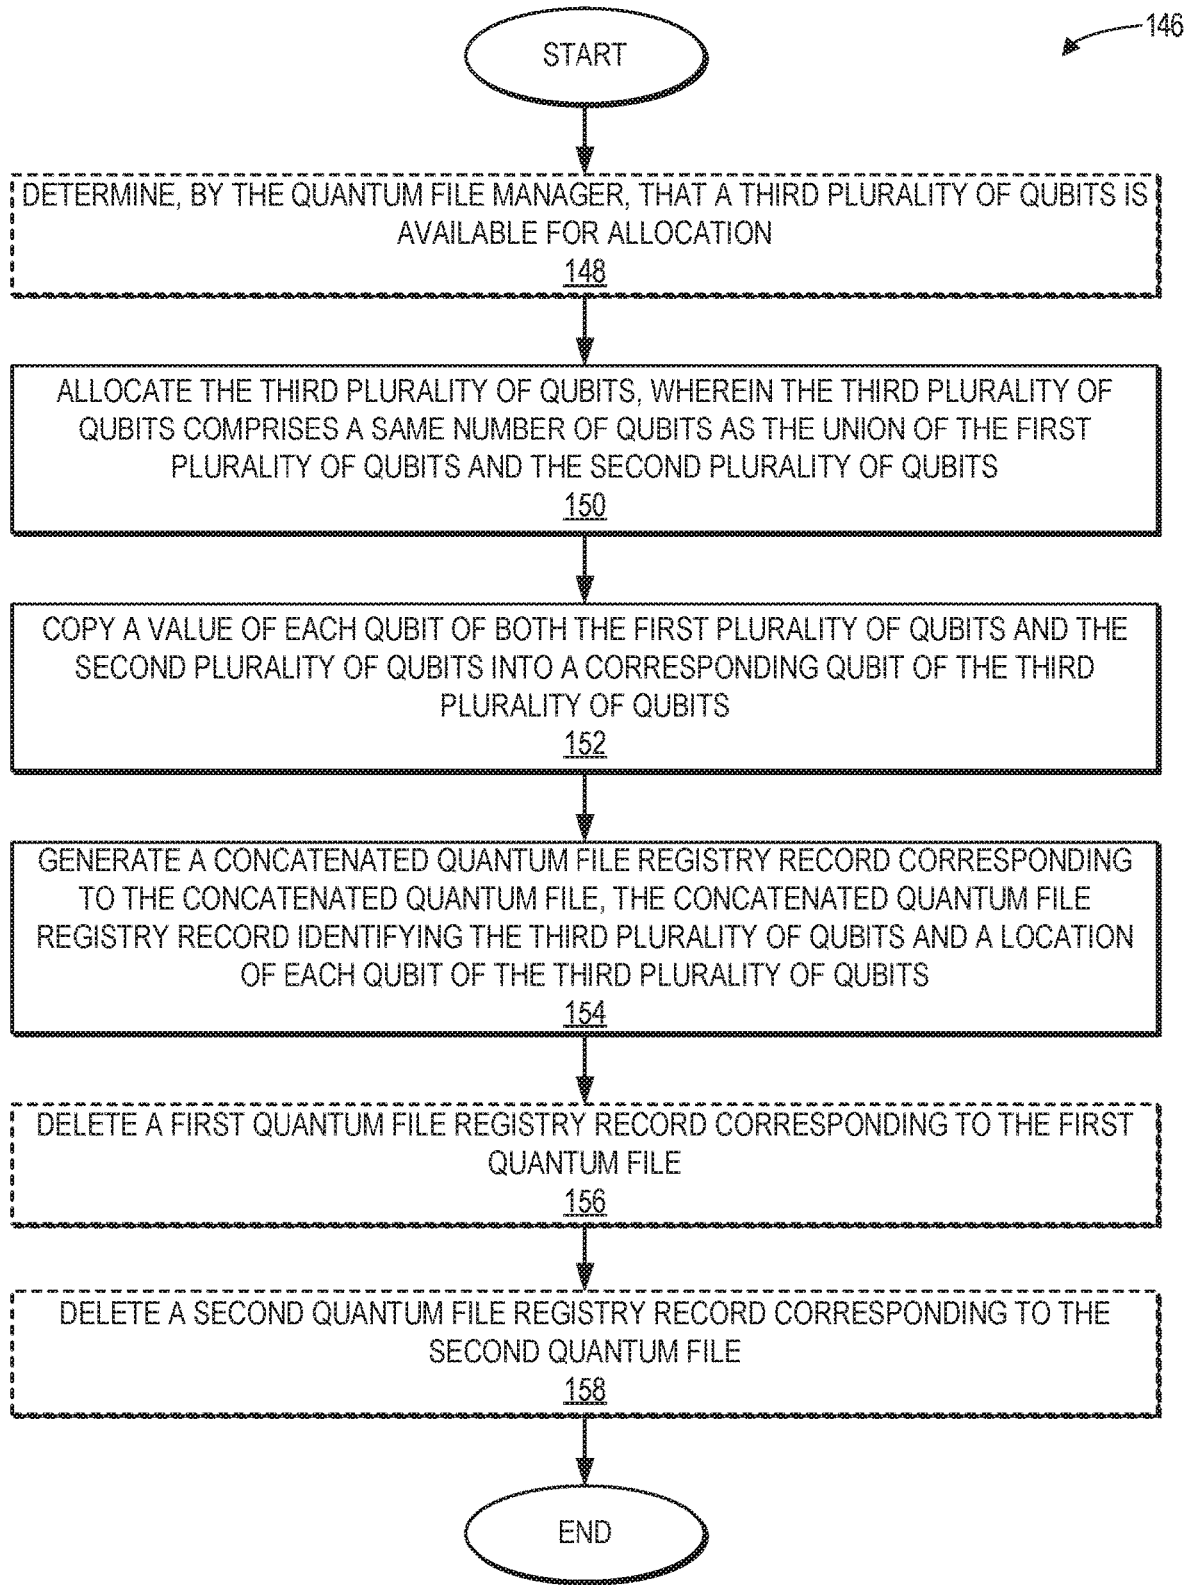 START
146
DETERMINE, BY THE QUANTUM FILE MANAGER, THAT A THIRD PLURALITY OF QUBITS IS
AVAILABLE FOR ALLOCATION
148
ALLOCATE THE THIRD PLURALITY OF QUBITS, WHEREIN THE THIRD PLURALITY OF
QUBITS COMPRISES A SAME NUMBER OF QUBITS AS THE UNION OF THE FIRST
PLURALITY OF QUBITS AND THE SECOND PLURALITY OF QUBITS
150
COPY A VALUE OF EACH QUBIT OF BOTH THE FIRST PLURALITY OF QUBITS AND THE
SECOND PLURALITY OF QUBITS INTO A CORRESPONDING QUBIT OF THE THIRD
PLURALITY OF QUBITS
152
GENERATE A CONCATENATED QUANTUM FILE REGISTRY RECORD CORRESPONDING
TO THE CONCATENATED QUANTUM FILE, THE CONCATENATED QUANTUM FILE
REGISTRY RECORD IDENTIFYING THE THIRD PLURALITY OF QUBITS AND A LOCATION
OF EACH QUBIT OF THE THIRD PLURALITY OF QUBITS
154
DELETE A FIRST QUANTUM FILE REGISTRY RECORD CORRESPONDING TO THE FIRST
QUANTUM FILE
156
DELETE A SECOND QUANTUM FILE REGISTRY RECORD CORRESPONDING TO THE
SECOND QUANTUM FILE
158
END